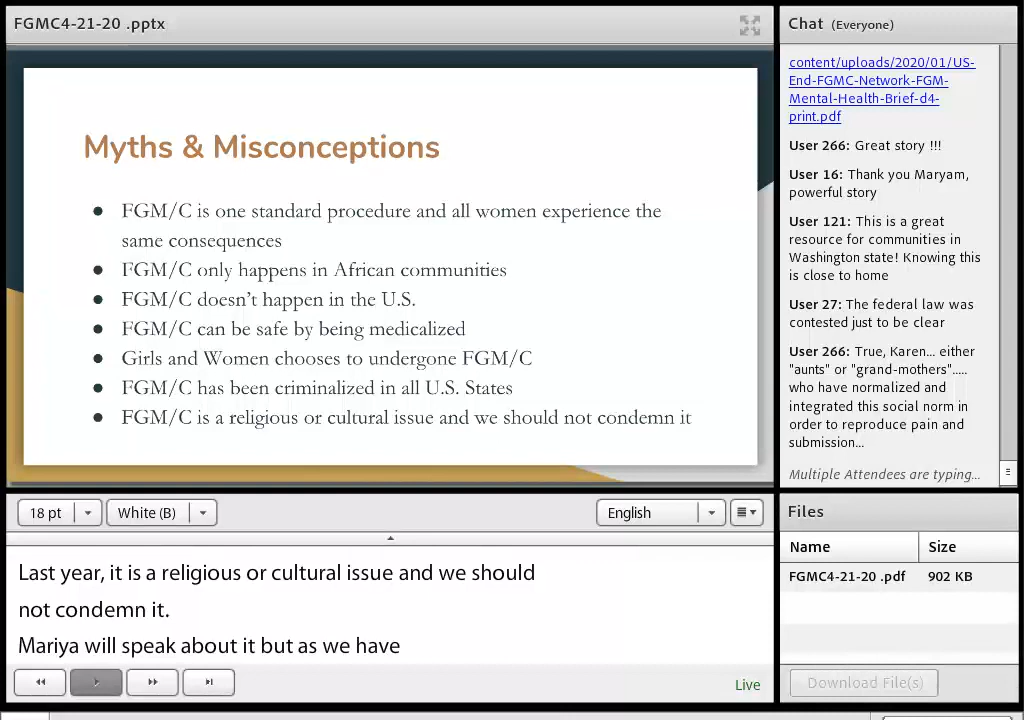 FGMC4-21-20 .pptx
Myths & Misconceptions
● FGM/C is one standard procedure and all women experience the
same consequences
● FGM/C only happens in African communities
● FGM/C doesn't happen in the U.S.
● FGM/C can be safe by being medicalized
● Girls and Women chooses to undergone FGM/C
● FGM/C has been criminalized in all U.S. States
● FGM/C is a religious or cultural issue and we should not condemn it
18 pt
White (B)
English
Last year, it is a religious or cultural issue and we should
not condemn it.
Mariya will speak about it but as we have
Live
Chat (Everyone)
content/uploads/2020/01/US-
End-FGMC-Network-FGM-
Mental-Health-Brief-d4-
print.pdf
User 266: Great story !!!
User 16: Thank you Maryam,
powerful story
User 121: This is a great
resource for communities in
Washington state! Knowing this
is close to home
User 27: The federal law was
contested just to be clear
User 266: True, Karen... either
"aunts" or "grand-mothers".....
who have normalized and
integrated this social norm in
order to reproduce pain and
submission...
Multiple Attendees are typing...
Files
Name Size
FGMC4-21-20 .pdf 902 KB
Download File(s)